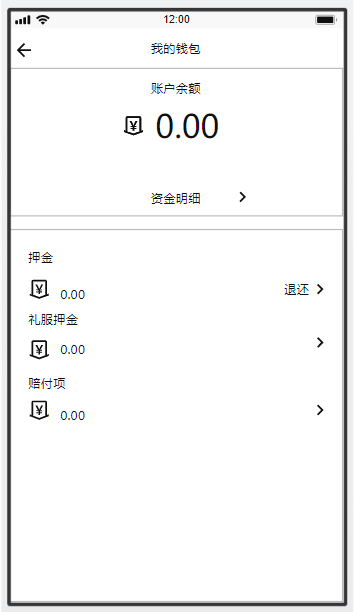 12:00
我的钱包
账户余额
¥ 0.00
资金明细
押金
¥ 0.00 退还
礼服押金
¥ 0.00
赔付项
¥ 0.00